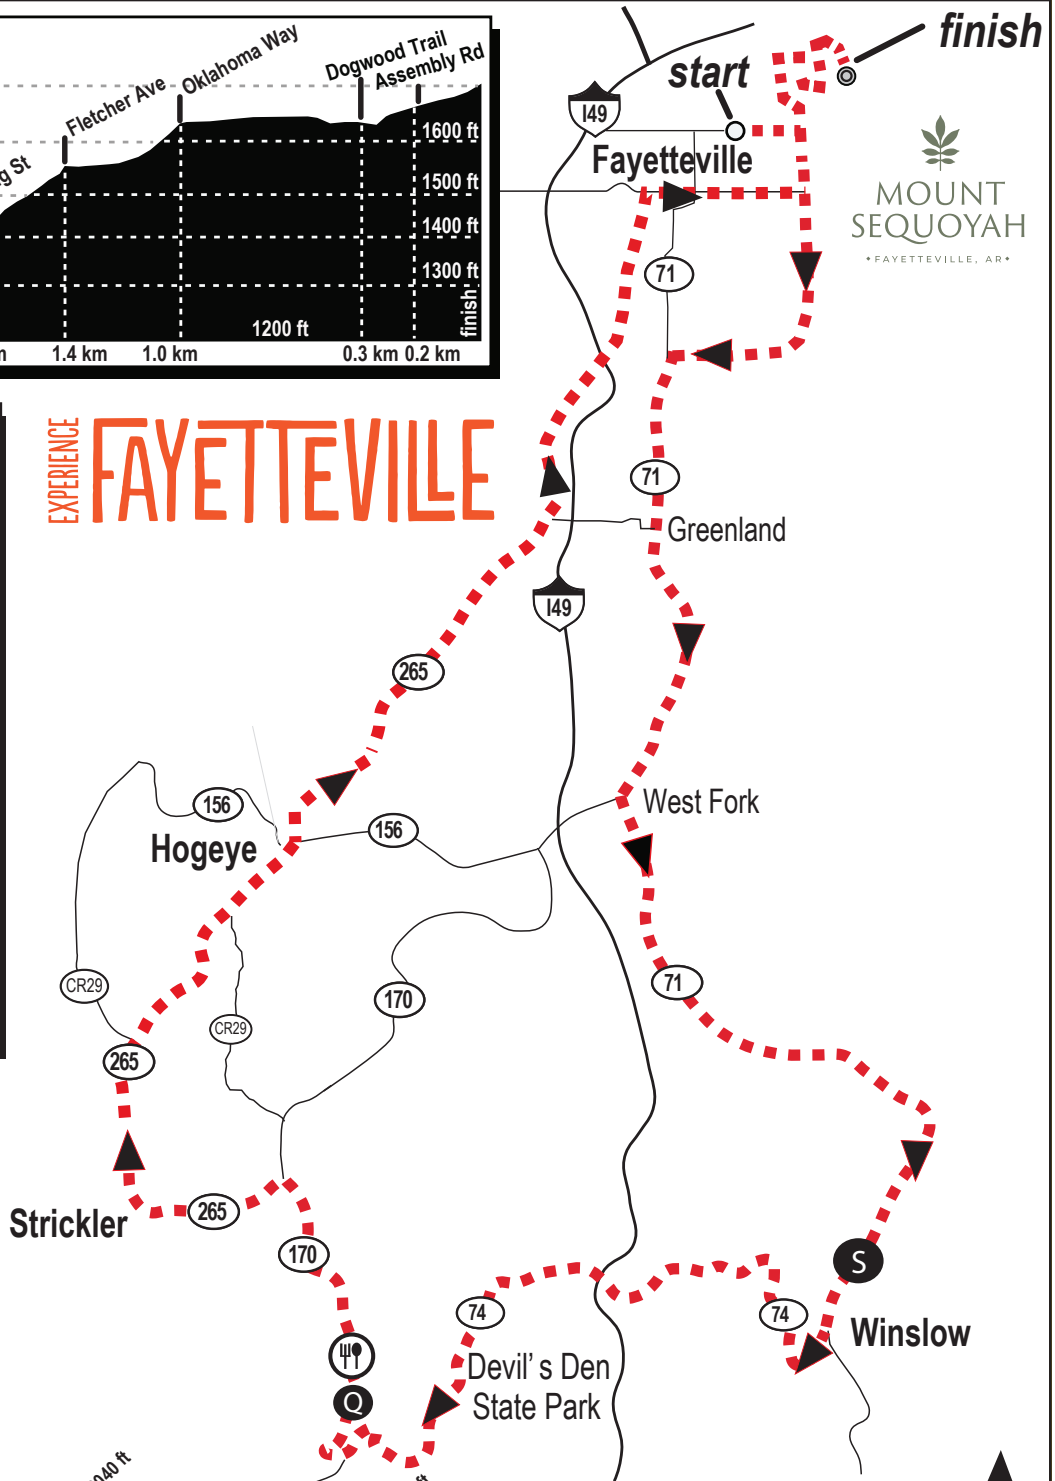 finish
start
Oklahoma Way
Dogwood Trail
Assembly Rd
Fletcher Ave
1600 ft
1500 ft
1400 ft
1300 ft
1200 ft
finish
1.4 km
1.0 km
0.3 km
0.2 km
I49
Fayetteville
MOUNT
SEQUOYAH
•FAYETTEVILLE, AR•
71
EXPERIENCE
FAYETTEVILLE
71
Greenland
I49
265
West Fork
156
156
Hogeye
CR29
71
170
CR29
265
265
Strickler
170
S
74
74
Winslow
Devil's Den
State Park
Q